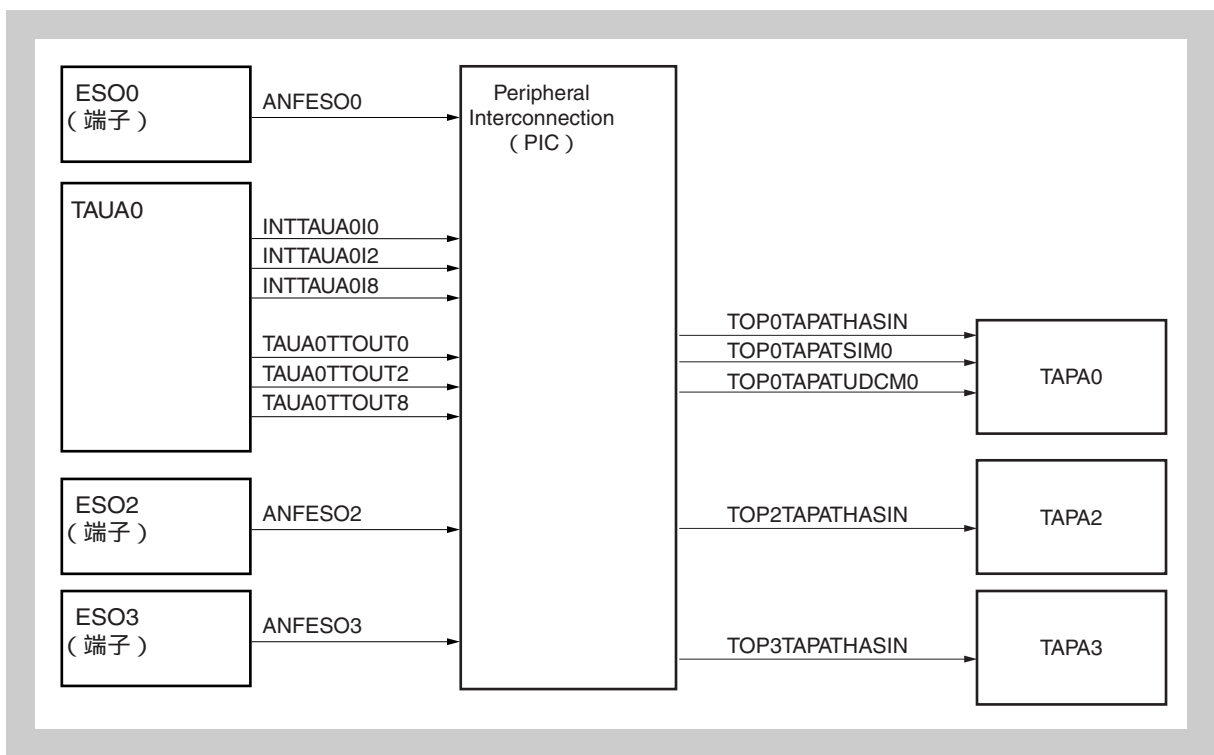 ESO0
（端子）
ANFESO0
Peripheral
Interconnection
（PIC）
TAUA0
INTTAUA0I0
INTTAUA0I2
INTTAUA0I8
TAUA0TTOUT0
TAUA0TTOUT2
TAUA0TTOUT8
TOP0TAPATHASIN
TOP0TAPATSIM0
TOP0TAPATUDCM0
TAPA0
ESO2
（端子）
ANFESO2
TOP2TAPATHASIN
TAPA2
ESO3
（端子）
ANFESO3
TOP3TAPATHASIN
TAPA3